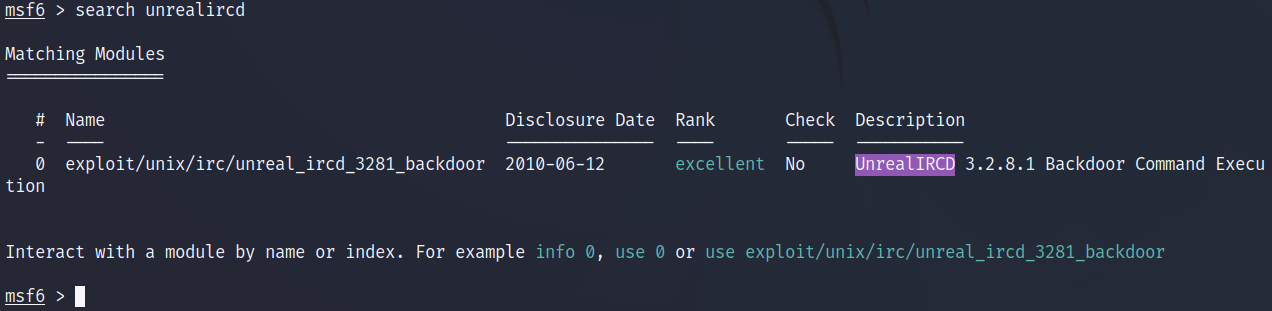 msf6 > search unrealircd
Matching Modules
================
# Name Disclosure Date Rank Check Description
- ---- --------------- ---- ----- -----------
0 exploit/unix/irc/unreal_ircd_3281_backdoor 2010-06-12 excellent No UnrealIRCD 3.2.8.1 Backdoor Command Execu
tion
Interact with a module by name or index. For example info 0, use 0 or use exploit/unix/irc/unreal_ircd_3281_backdoor
msf6 >